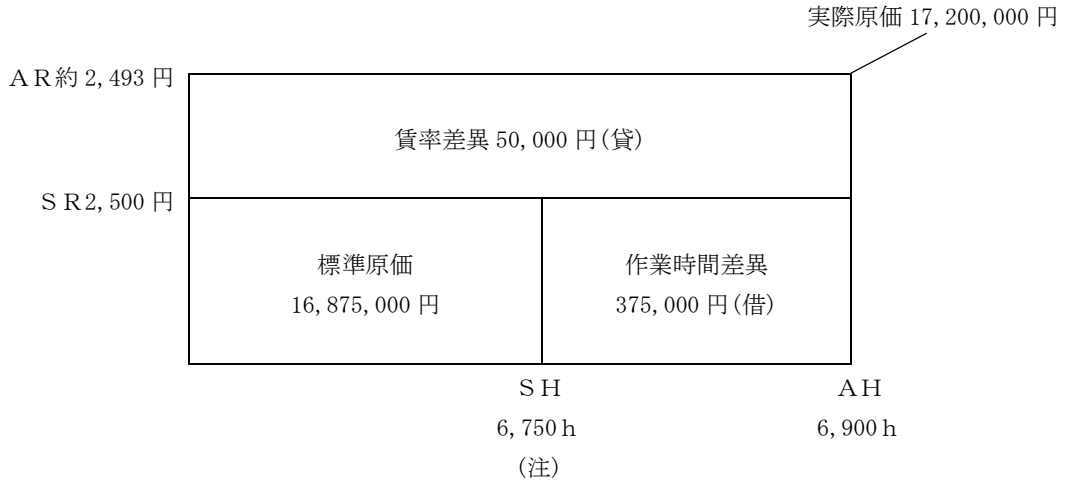 実際原価 17,200,000 円
ＡＲ約 2,493 円
賃率差異 50,000 円(貸)
ＳＲ2,500 円
標準原価
16,875,000 円
作業時間差異
375,000 円(借)
ＳＨ
6,750ｈ
(注)
ＡＨ
6,900ｈ